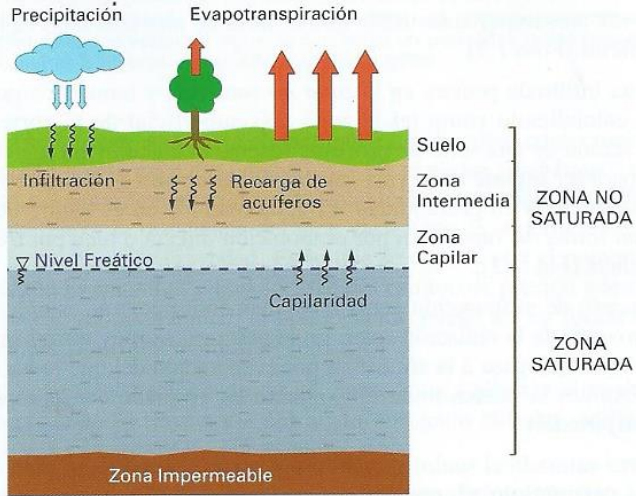 Precipitación
Evapotranspiración
Suelo
Infiltración
Recarga de
acuíferos
Zona
Intermedia
ZONA NO
SATURADA
Zona
Capilar
Nivel Freático
Capilaridad
ZONA
SATURADA
Zona Impermeable